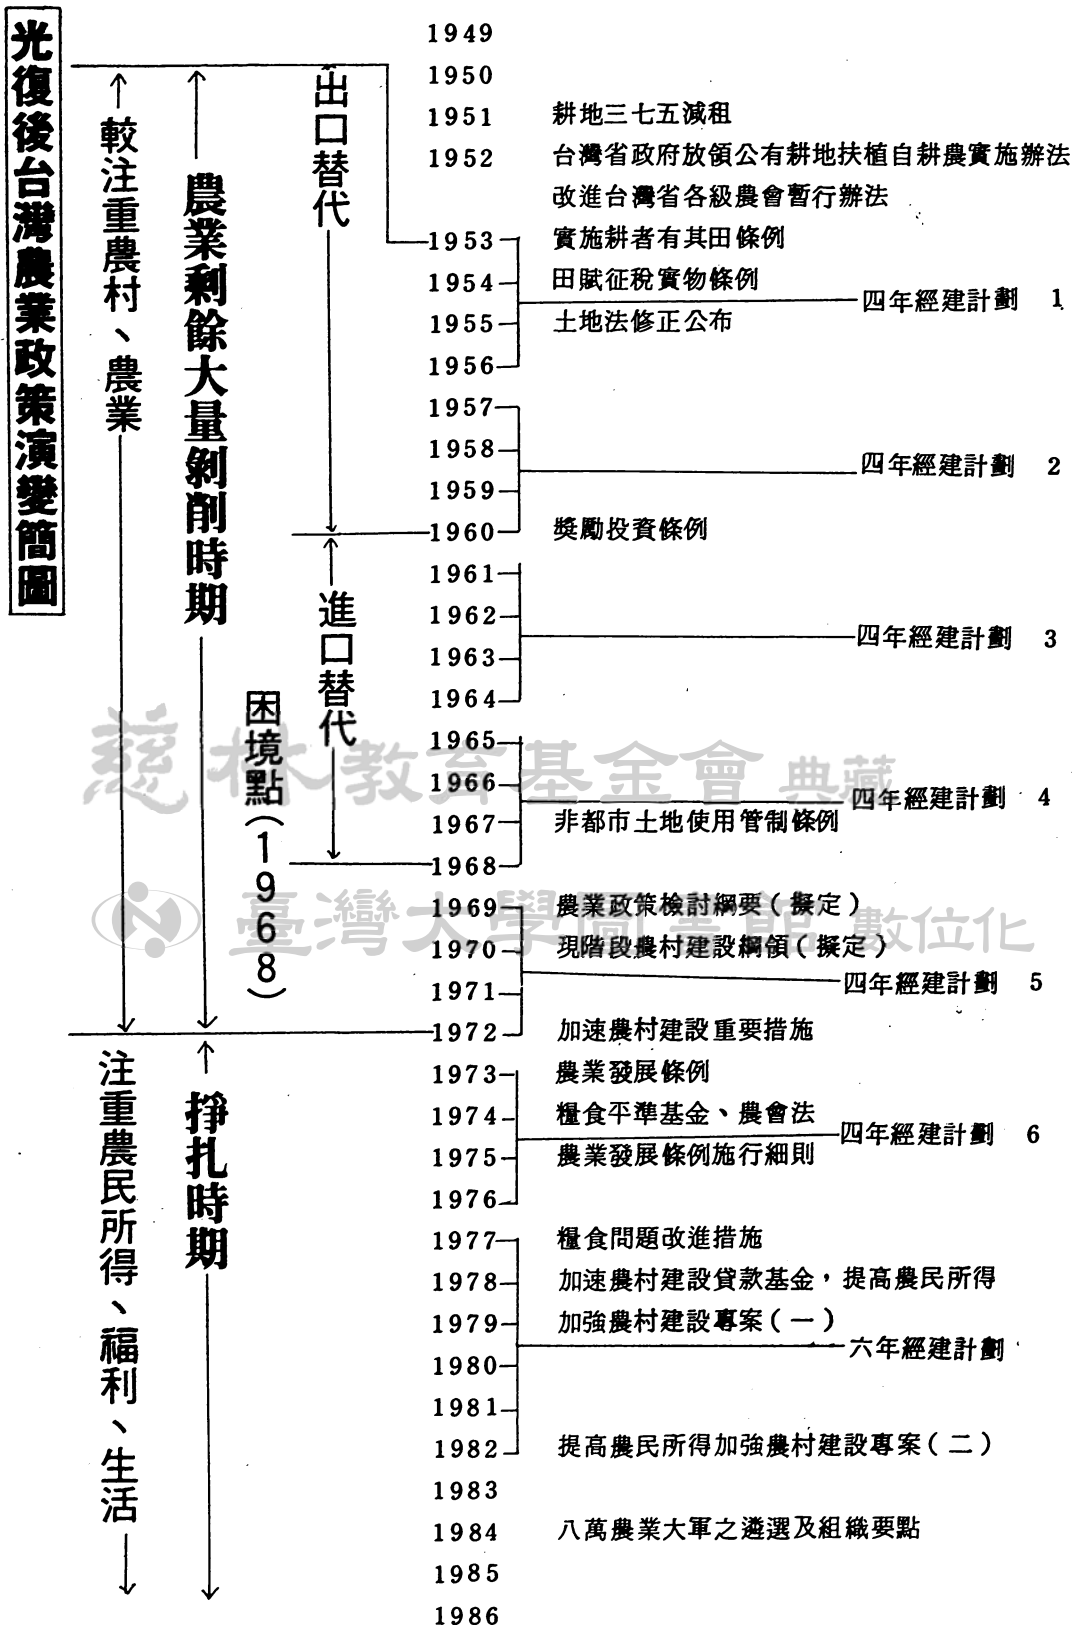 光復後台灣農業政策演變簡圖
較注重農村、農業
注重農民所得、福利、生活
農業剩餘大量剝削時期
掙扎時期
困境點(1968)
出口替代
進口替代
1949
1950
1951 耕地三七五減租
1952 台灣省政府放領公有耕地扶植自耕農實施辦法
改進台灣省各級農會暫行辦法
1953 實施耕者有其田條例
1954 田賦征稅實物條例
四年經建計劃 1
1955 土地法修正公布
1956
1957
1958
四年經建計劃 2
1959
1960 獎勵投資條例
1961
1962
四年經建計劃 3
1963
1964
1965
1966
四年經建計劃 4
1967 非都市土地使用管制條例
1968
1969 農業政策檢討綱要(擬定)
1970 現階段農村建設綱領(擬定)
四年經建計劃 5
1971
1972 加速農村建設重要措施
1973 農業發展條例
1974 糧食平準基金、農會法
四年經建計劃 6
1975 農業發展條例施行細則
1976
1977 糧食問題改進措施
1978 加速農村建設貸款基金，提高農民所得
1979 加強農村建設專案(一)
六年經建計劃
1980
1981
1982 提高農民所得加強農村建設專案(二)
1983
1984 八萬農業大軍之遴選及組織要點
1985
1986
慈林教育基金會 典藏
臺灣大學圖書館 數位化